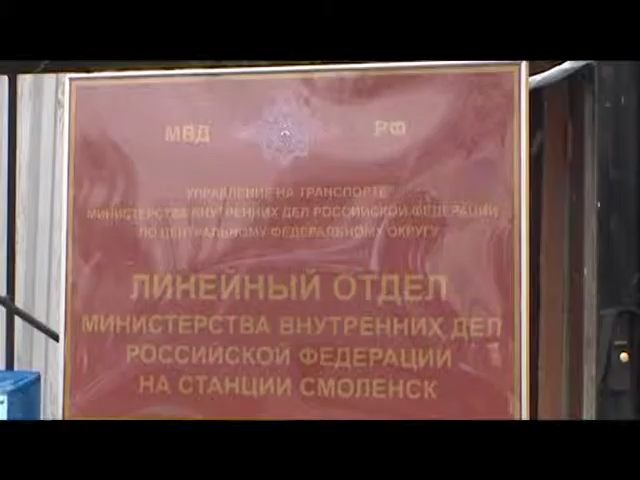 МВД РФ
УПРАВЛЕНИЕ НА ТРАНСПОРТЕ
МИНИСТЕРСТВА ВНУТРЕННИХ ДЕЛ РОССИЙСКОЙ ФЕДЕРАЦИИ
ПО ЦЕНТРАЛЬНОМУ ФЕДЕРАЛЬНОМУ ОКРУГУ
ЛИНЕЙНЫЙ ОТДЕЛ
МИНИСТЕРСТВА ВНУТРЕННИХ ДЕЛ
РОССИЙСКОЙ ФЕДЕРАЦИИ
НА СТАНЦИИ СМОЛЕНСК